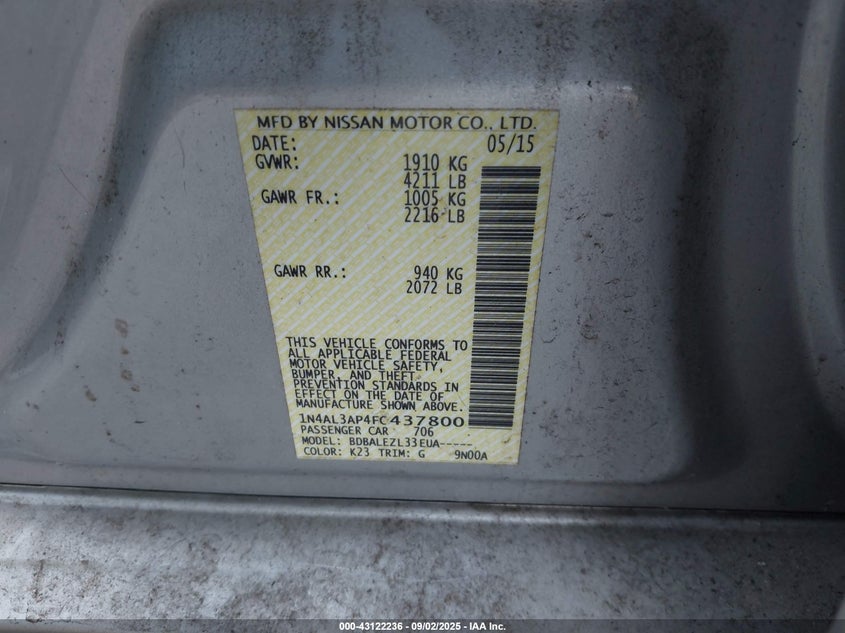 MFD BY NISSAN MOTOR CO., LTD.
DATE: 05/15
GVWR: 1910 KG
4211 LB
GAWR FR.: 1005 KG
2216 LB
GAWR RR.: 940 KG
2072 LB
THIS VEHICLE CONFORMS TO
ALL APPLICABLE FEDERAL
MOTOR VEHICLE SAFETY,
BUMPER, AND THEFT
PREVENTION STANDARDS IN
EFFECT ON THE DATE OF
MANUFACTURE SHOWN ABOVE.
1N4AL3AP4FC437800
PASSENGER CAR 706
MODEL: BDBALEZL33EUA-----
COLOR: K23 TRIM: G 9N00A
000-43122236 - 09/02/2025 - IAA Inc.